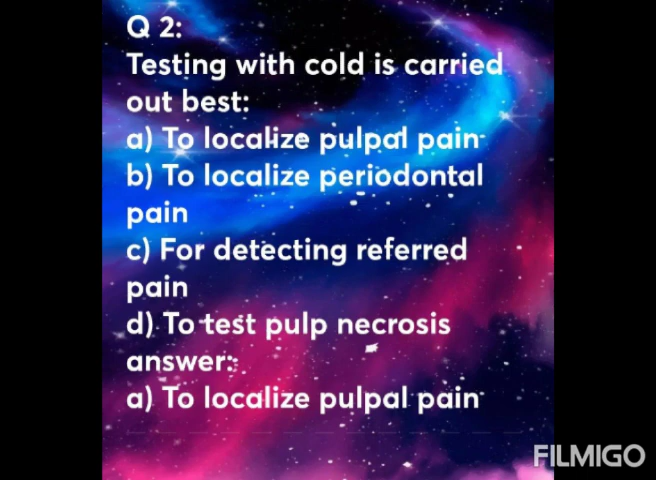 Q 2:
Testing with cold is carried
out best:
a) To localize pulpal pain
b) To localize periodontal
pain
c) For detecting referred
pain
d) To test pulp necrosis
answer:
a) To localize pulpal pain
FILMIGO